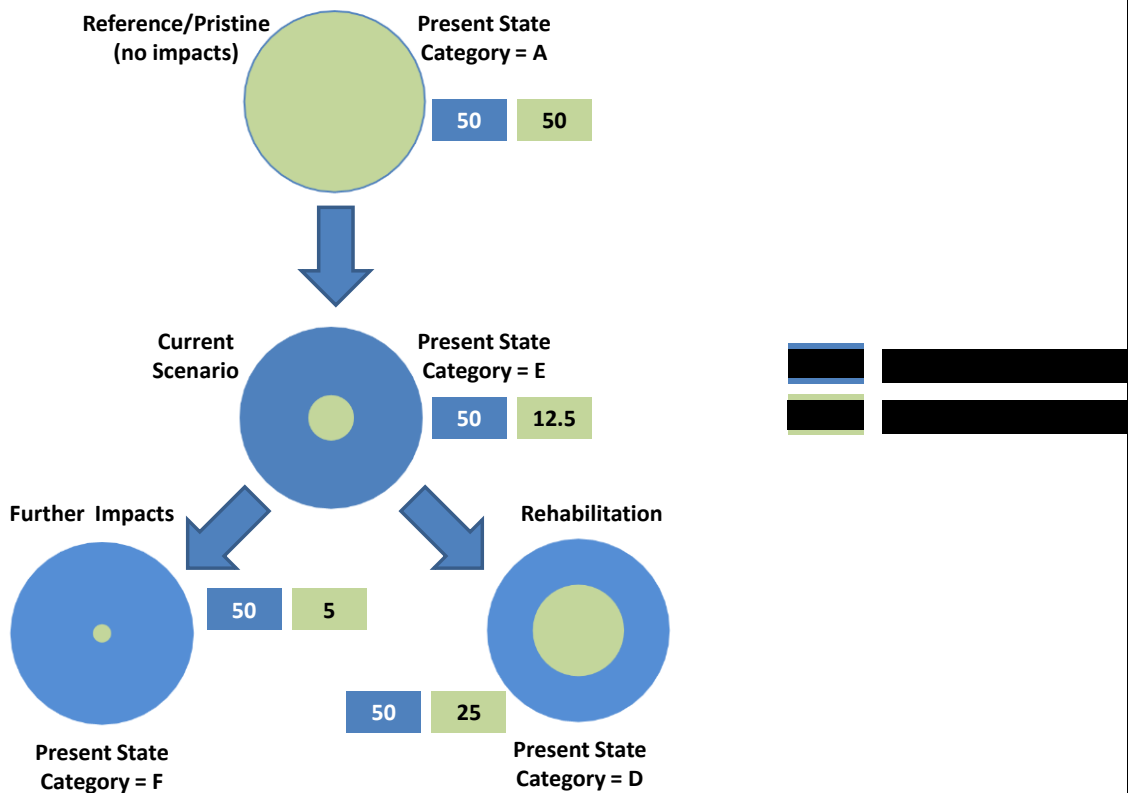 Reference/Pristine
(no impacts)
Present State
Category = A
50
50
Current
Scenario
Present State
Category = E
50
12.5
Further Impacts
Rehabilitation
50
5
50
25
Present State
Category = F
Present State
Category = D